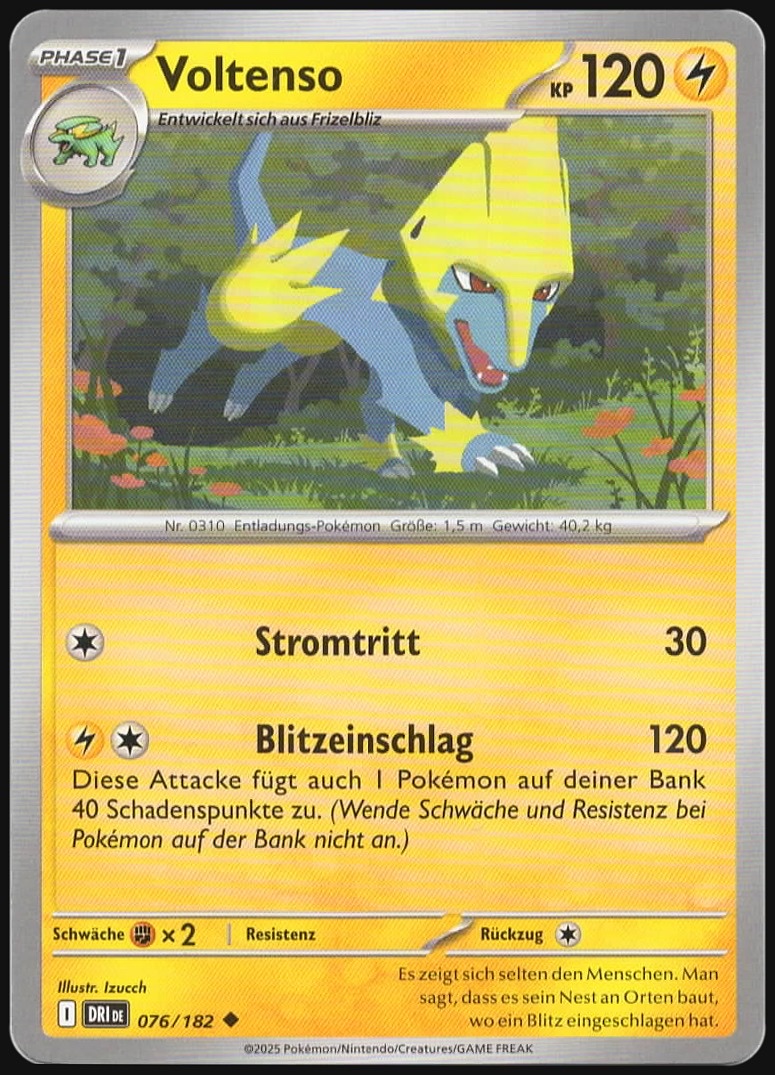 PHASE 1
Voltenso
KP 120
Entwickelt sich aus Frizelbliz
Nr. 0310 Entladungs-Pokémon Größe: 1,5 m Gewicht: 40,2 kg
Stromtritt 30
Blitzeinschlag 120
Diese Attacke fügt auch 1 Pokémon auf deiner Bank
40 Schadenspunkte zu. (Wende Schwäche und Resistenz bei
Pokémon auf der Bank nicht an.)
Schwäche × 2 Resistenz Rückzug
Illustr. Izucch
Es zeigt sich selten den Menschen. Man
sagt, dass es sein Nest an Orten baut,
wo ein Blitz eingeschlagen hat.
I DRI DE 076/182
©2025 Pokémon/Nintendo/Creatures/GAME FREAK